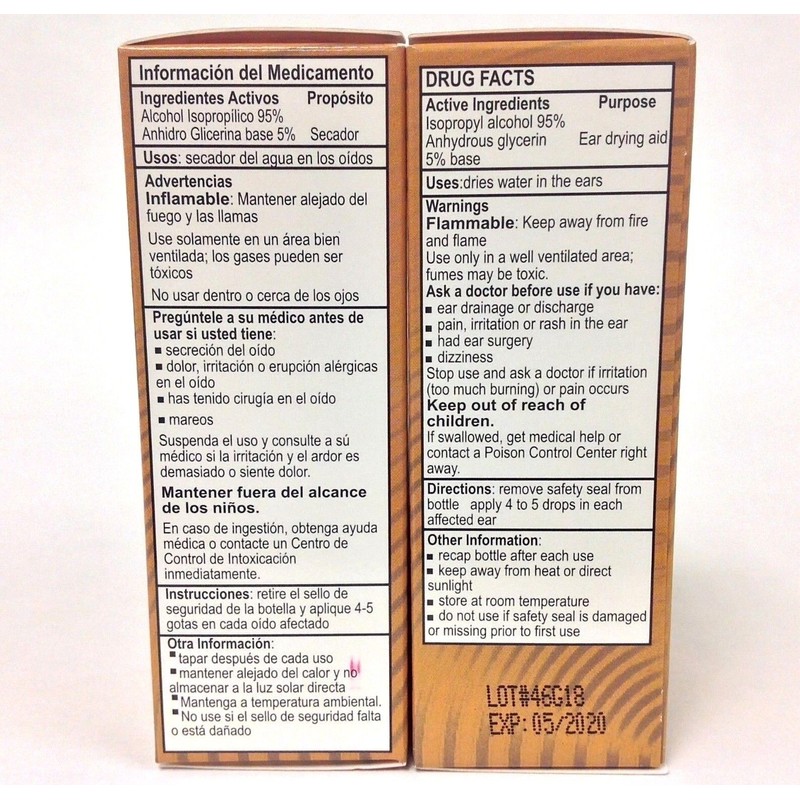 Información del Medicamento
Ingredientes Activos Propósito
Alcohol Isopropílico 95%
Anhidro Glicerina base 5% Secador
Usos: secador del agua en los oídos
Advertencias
Inflamable: Mantener alejado del
fuego y las llamas
Use solamente en un área bien
ventilada; los gases pueden ser
tóxicos
No usar dentro o cerca de los ojos
Pregúntele a su médico antes de
usar si usted tiene:
▪ secreción del oído
▪ dolor, irritación o erupción alérgicas
en el oído
▪ has tenido cirugía en el oído
▪ mareos
Suspenda el uso y consulte a sú
médico si la irritación y el ardor es
demasiado o siente dolor.
Mantener fuera del alcance
de los niños.
En caso de ingestión, obtenga ayuda
médica o contacte un Centro de
Control de Intoxicación
inmediatamente.
Instrucciones: retire el sello de
seguridad de la botella y aplique 4-5
gotas en cada oído afectado
Otra Información:
▪ tapar después de cada uso
▪ mantener alejado del calor y no
almacenar a la luz solar directa
▪ Mantenga a temperatura ambiental.
▪ No use si el sello de seguridad falta
o está dañado
DRUG FACTS
Active Ingredients Purpose
Isopropyl alcohol 95%
Anhydrous glycerin Ear drying aid
5% base
Uses:dries water in the ears
Warnings
Flammable: Keep away from fire
and flame
Use only in a well ventilated area;
fumes may be toxic.
Ask a doctor before use if you have:
▪ ear drainage or discharge
▪ pain, irritation or rash in the ear
▪ had ear surgery
▪ dizziness
Stop use and ask a doctor if irritation
(too much burning) or pain occurs
Keep out of reach of
children.
If swallowed, get medical help or
contact a Poison Control Center right
away.
Directions: remove safety seal from
bottle apply 4 to 5 drops in each
affected ear
Other Information:
▪ recap bottle after each use
▪ keep away from heat or direct
sunlight
▪ store at room temperature
▪ do not use if safety seal is damaged
or missing prior to first use
LOT#46G18
EXP:05/2020